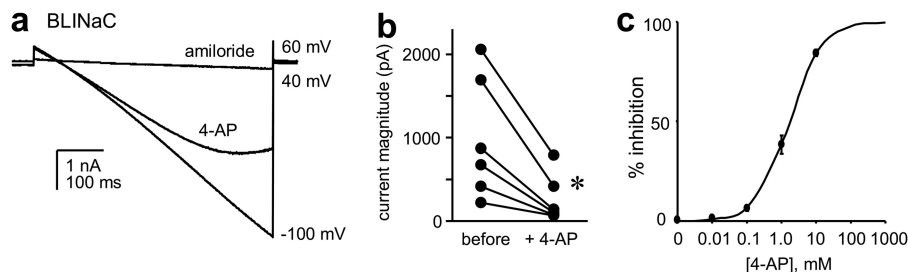 a BLINaC
amiloride
60 mV
40 mV
4-AP
1 nA
100 ms
-100 mV
b
current magnitude (pA)
2000
1000
0
*
before + 4-AP
c
% inhibition
100
50
0
0 0.01 0.1 1.0 10 100 1000
[4-AP], mM